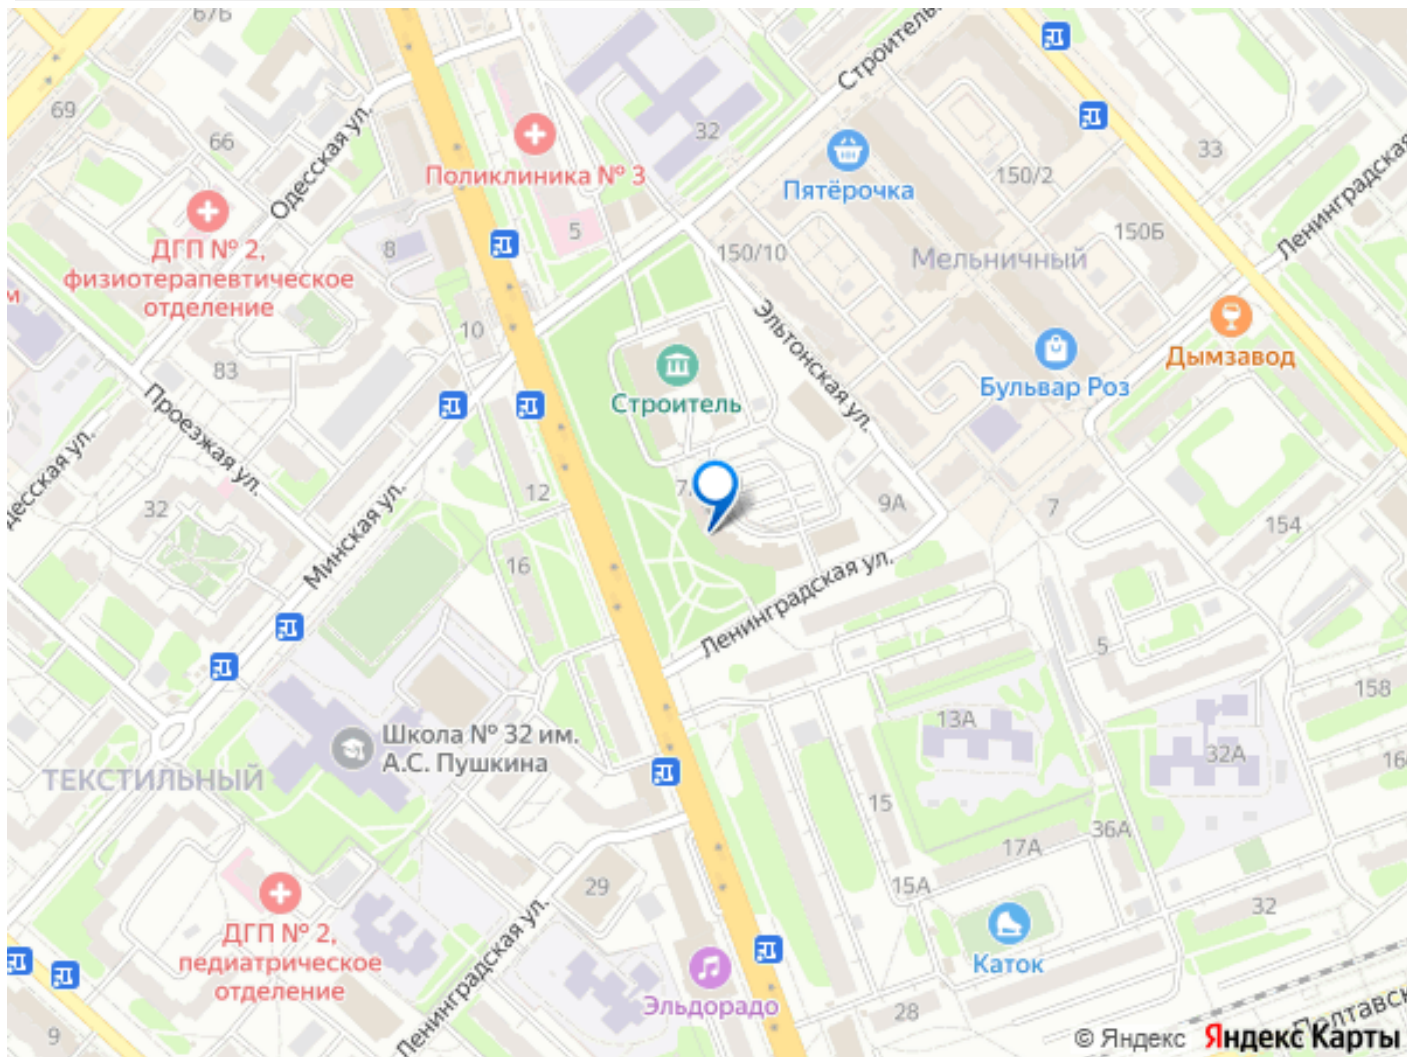 67Б
69
66
Одесская ул.
Поликлиника № 3
32
Строитель
Пятёрочка
150/2
33
Ленинградская
ДГП № 2,
физиотерапевтическое
отделение
8
5
150/10
150Б
Мельничный
м
10
83
Эльтонская ул.
Строитель
Бульвар Роз
Дымзавод
Проезжая ул.
десская ул.
32
Минская ул.
12
16
9А
7
154
Ленинградская ул.
5
158
13А
32А
16
Школа № 32 им.
А.С. Пушкина
ТЕКСТИЛЬНЫЙ
15
17А
36А
15А
29
32
ДГП № 2,
педиатрическое
отделение
Ленинградская ул.
Каток
Эльдорадо
28
9
Полтавск
© Яндекс Яндекс Карты